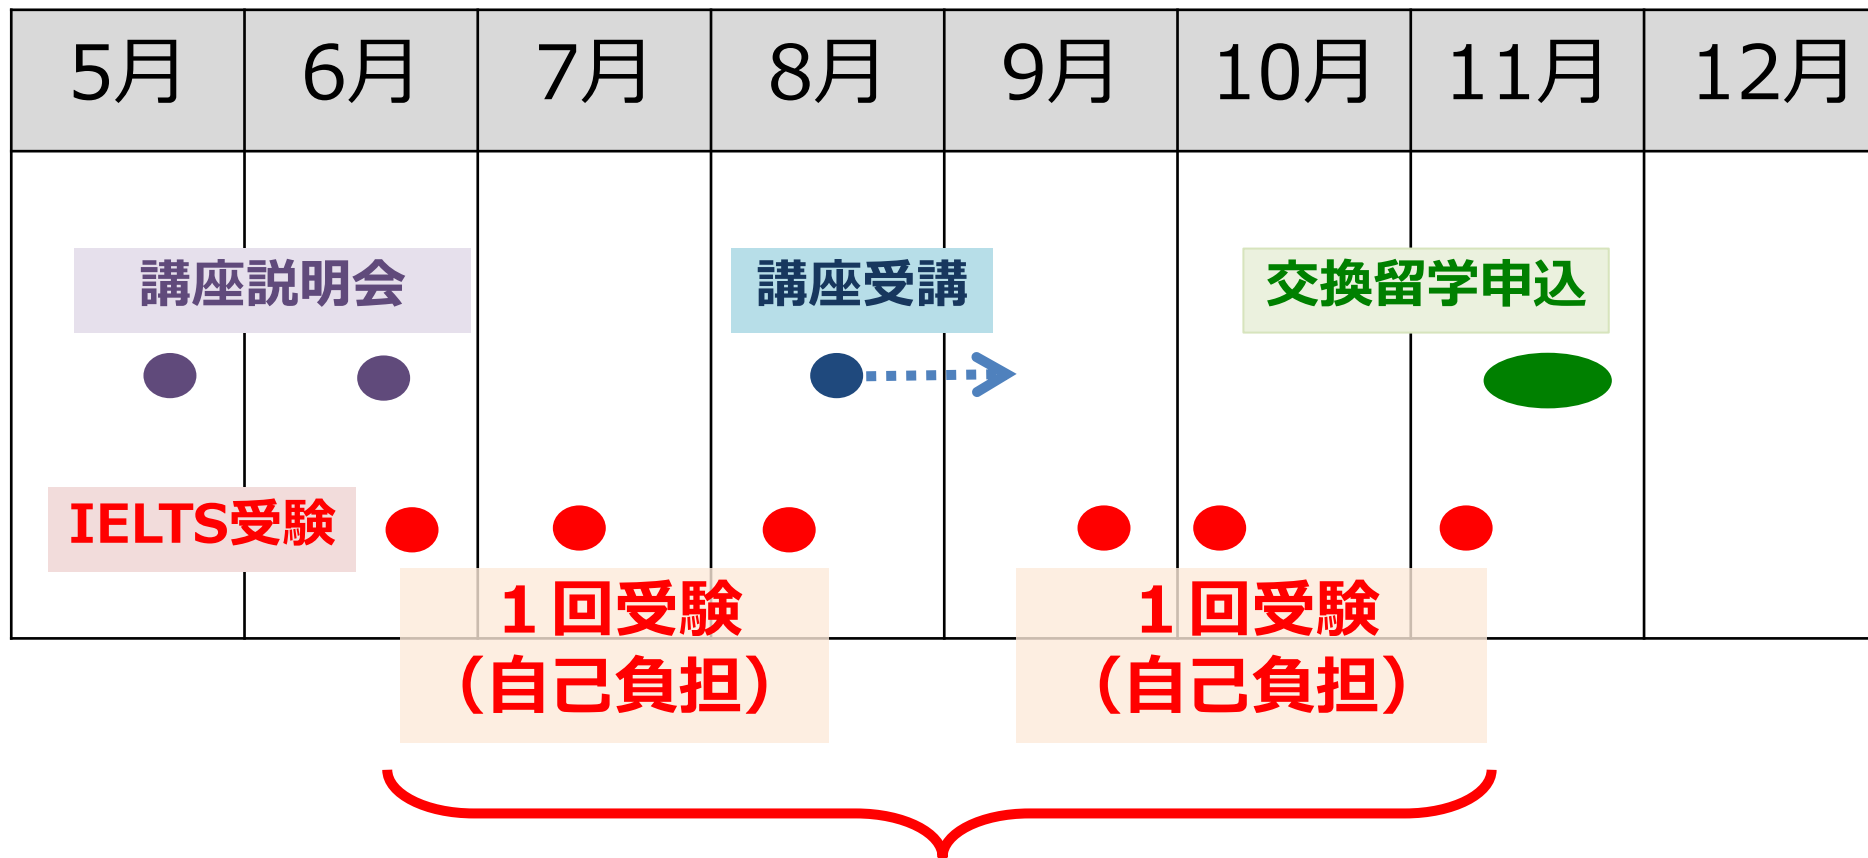 5月 6月 7月 8月 9月 10月 11月 12月
講座説明会 講座受講 交換留学申込
IELTS受験
１回受験 １回受験
（自己負担） （自己負担）